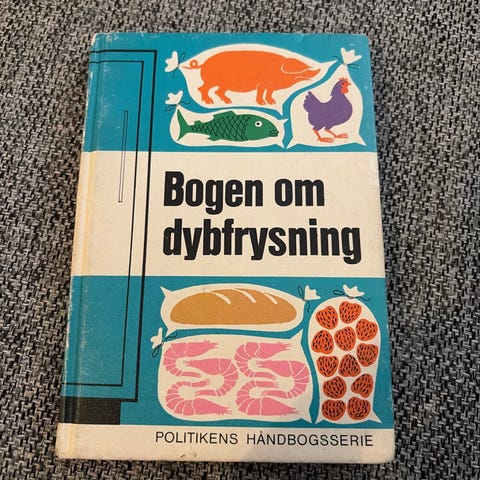 Bogen om
dybfrysning
POLITIKENS HÅNDBOGSSERIE